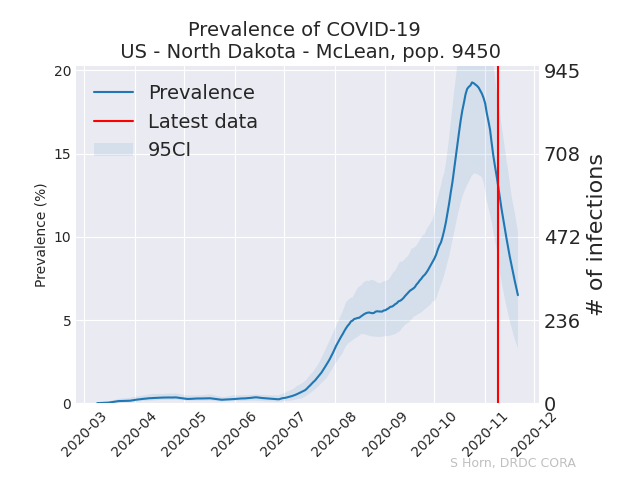 Prevalence of COVID-19
US - North Dakota - McLean, pop. 9450
Prevalence
Latest data
95CI
Prevalence (%)
20
15
10
5
0
945
708
472
236
0
# of infections
2020-03
2020-04
2020-05
2020-06
2020-07
2020-08
2020-09
2020-10
2020-11
2020-12
S Horn, DRDC CORA